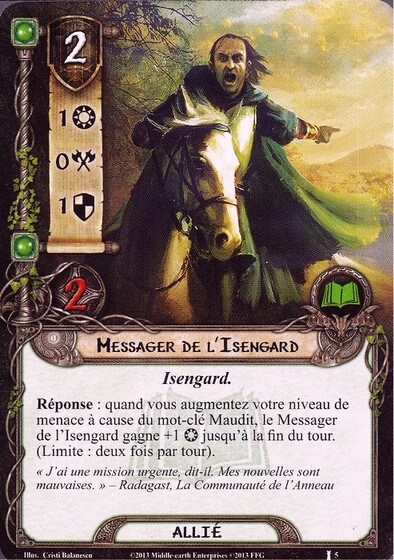 2
1
0
1
2
MESSAGER DE L'ISENGARD
Isengard.
Réponse : quand vous augmentez votre niveau de
menace à cause du mot-clé Maudit, le Messager
de l'Isengard gagne +1 jusqu'à la fin du tour.
(Limite : deux fois par tour).
« J'ai une mission urgente, dit-il. Mes nouvelles sont
mauvaises. » – Radagast, La Communauté de l'Anneau
ALLIÉ
Illus. Cristi Balanescu ©2013 Middle-earth Enterprises ©2013 FFG 5